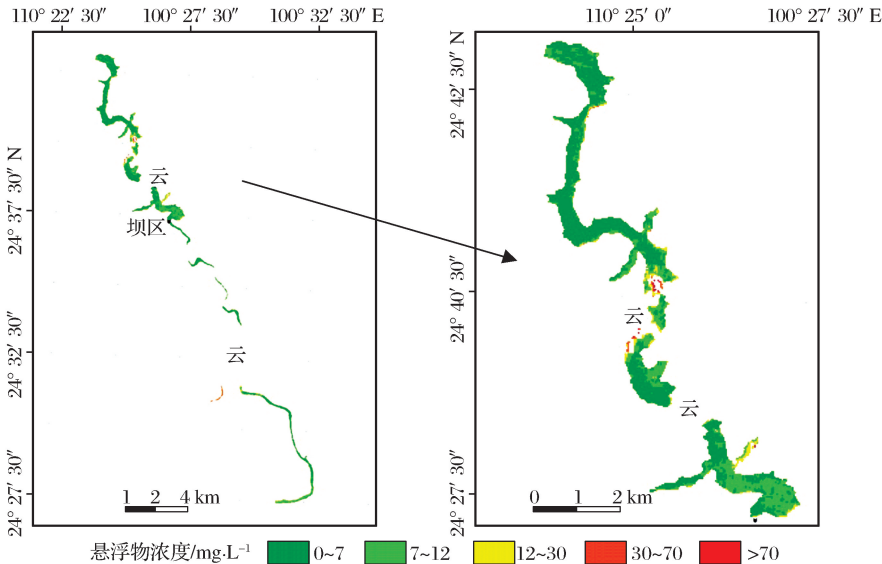 110° 22′ 30″ 100° 27′ 30″ 100° 32′ 30″ E
24° 37′ 30″ N
24° 32′ 30″
24° 27′ 30″
云
坝区
云
1 2 4 km
110° 25′ 0″ 100° 27′ 30″ E
24° 42′ 30″ N
24° 40′ 30″
24° 27′ 30″
云
云
0 1 2 km
悬浮物浓度/mg·L⁻¹ 0~7 7~12 12~30 30~70 >70